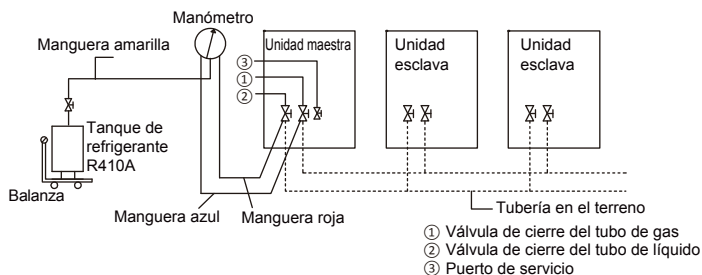 Manómetro
Manguera amarilla
Unidad maestra
Unidad
esclava
Unidad
esclava
③
①
②
Tanque de
refrigerante
R410A
Balanza
Manguera azul
Manguera roja
Tubería en el terreno
① Válvula de cierre del tubo de gas
② Válvula de cierre del tubo de líquido
③ Puerto de servicio